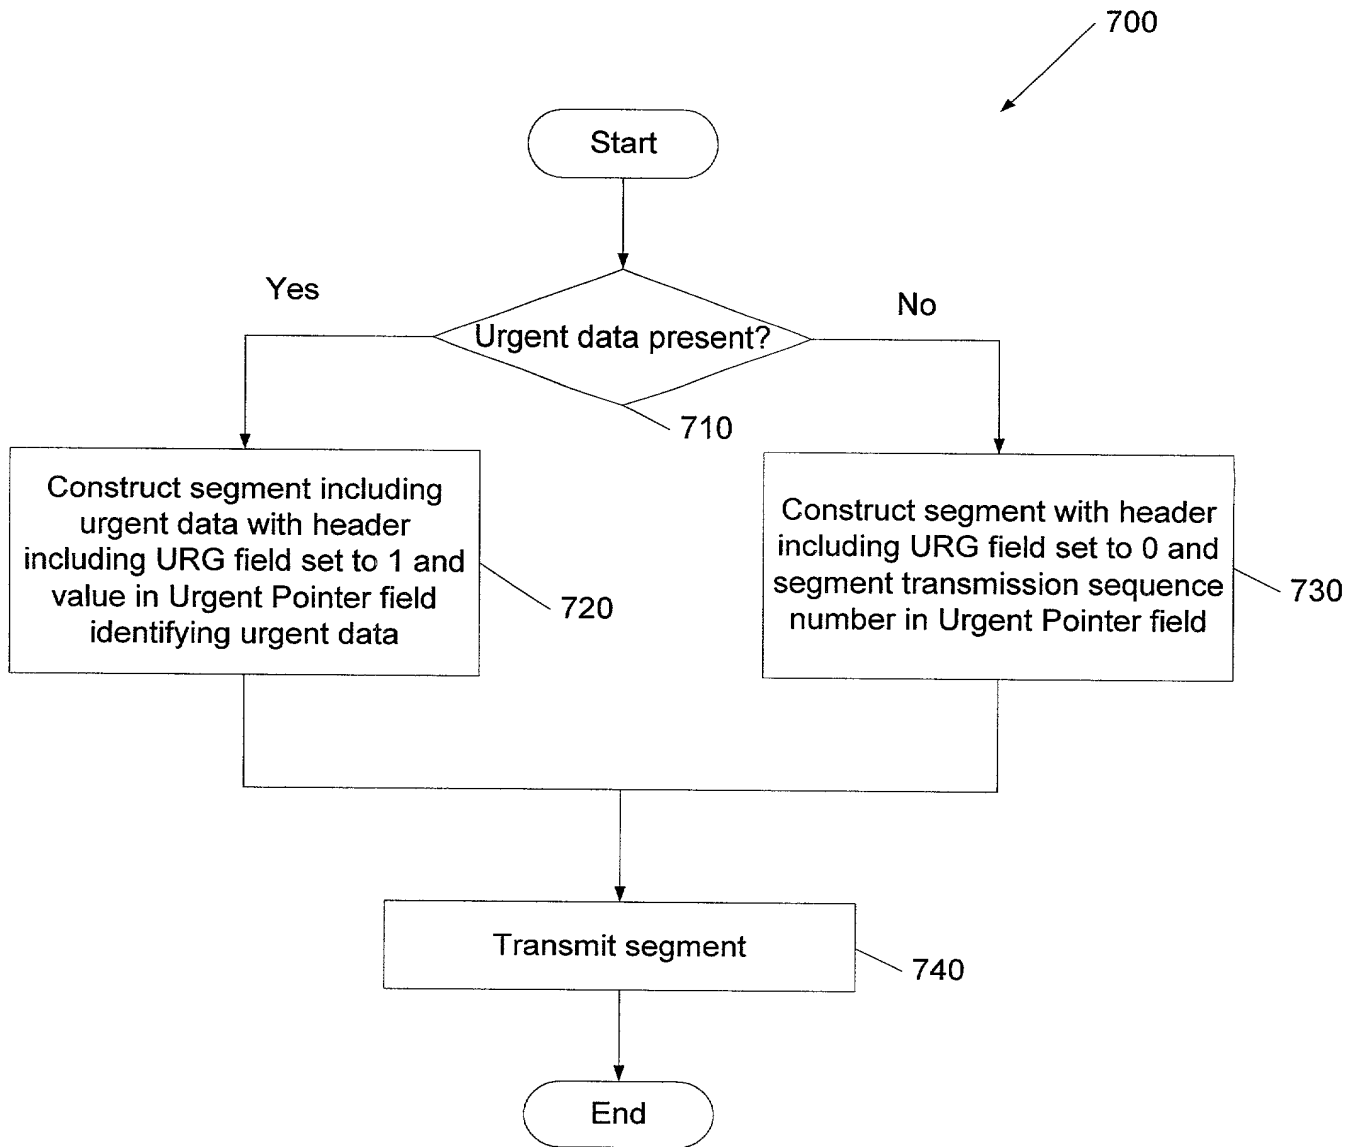 700
Start
Yes
No
Urgent data present?
710
Construct segment including
urgent data with header
including URG field set to 1 and
value in Urgent Pointer field
identifying urgent data
720
Construct segment with header
including URG field set to 0 and
segment transmission sequence
number in Urgent Pointer field
730
Transmit segment
740
End